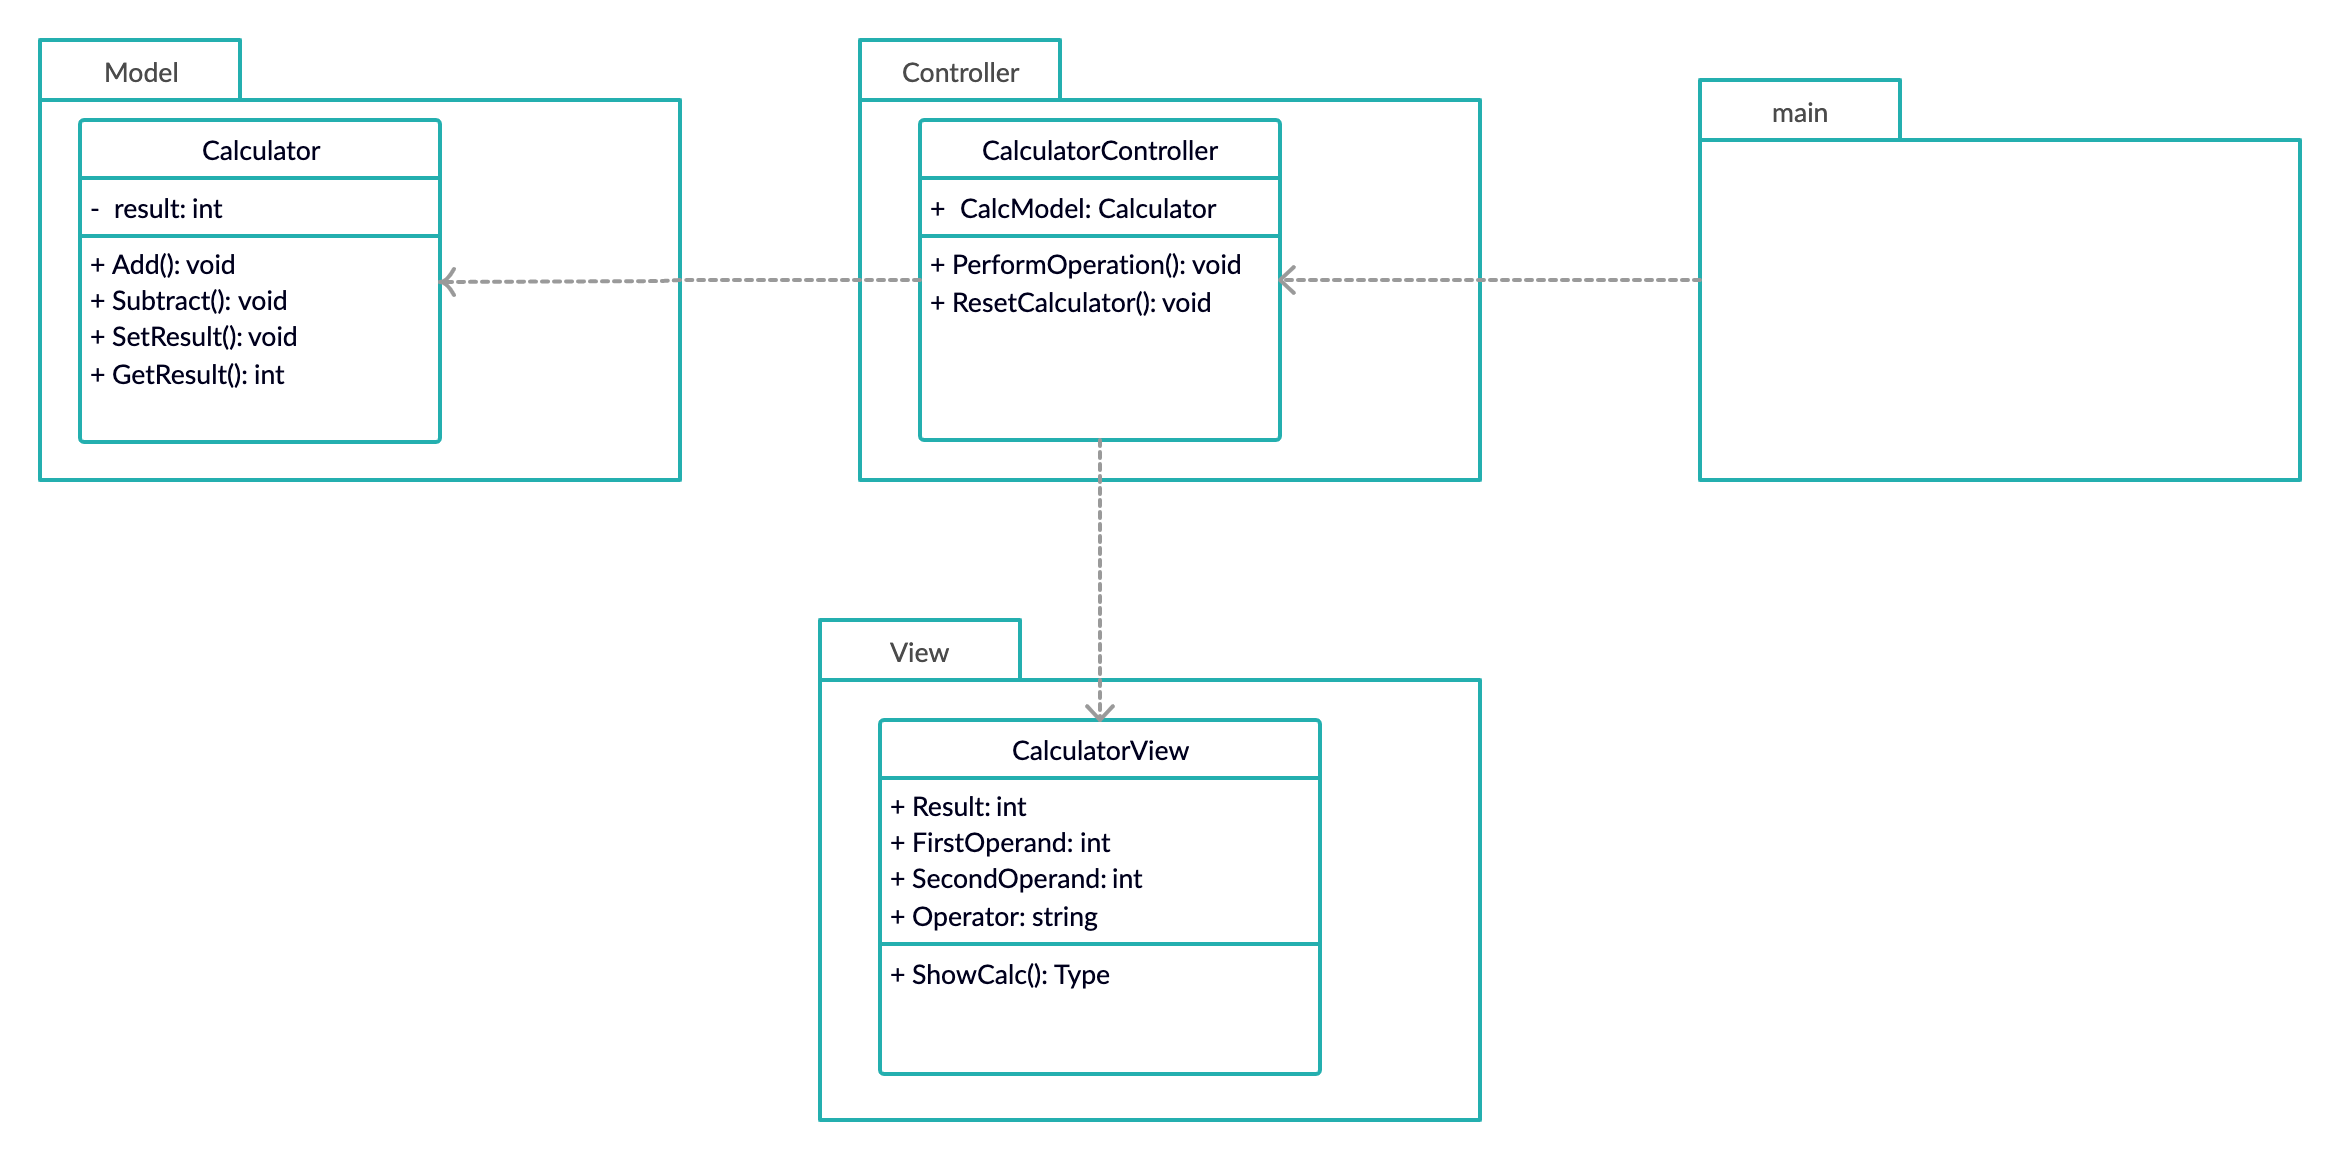 Model
Calculator
- result: int
+ Add(): void
+ Subtract(): void
+ SetResult(): void
+ GetResult(): int
Controller
CalculatorController
+ CalcModel: Calculator
+ PerformOperation(): void
+ ResetCalculator(): void
main
View
CalculatorView
+ Result: int
+ FirstOperand: int
+ SecondOperand: int
+ Operator: string
+ ShowCalc(): Type